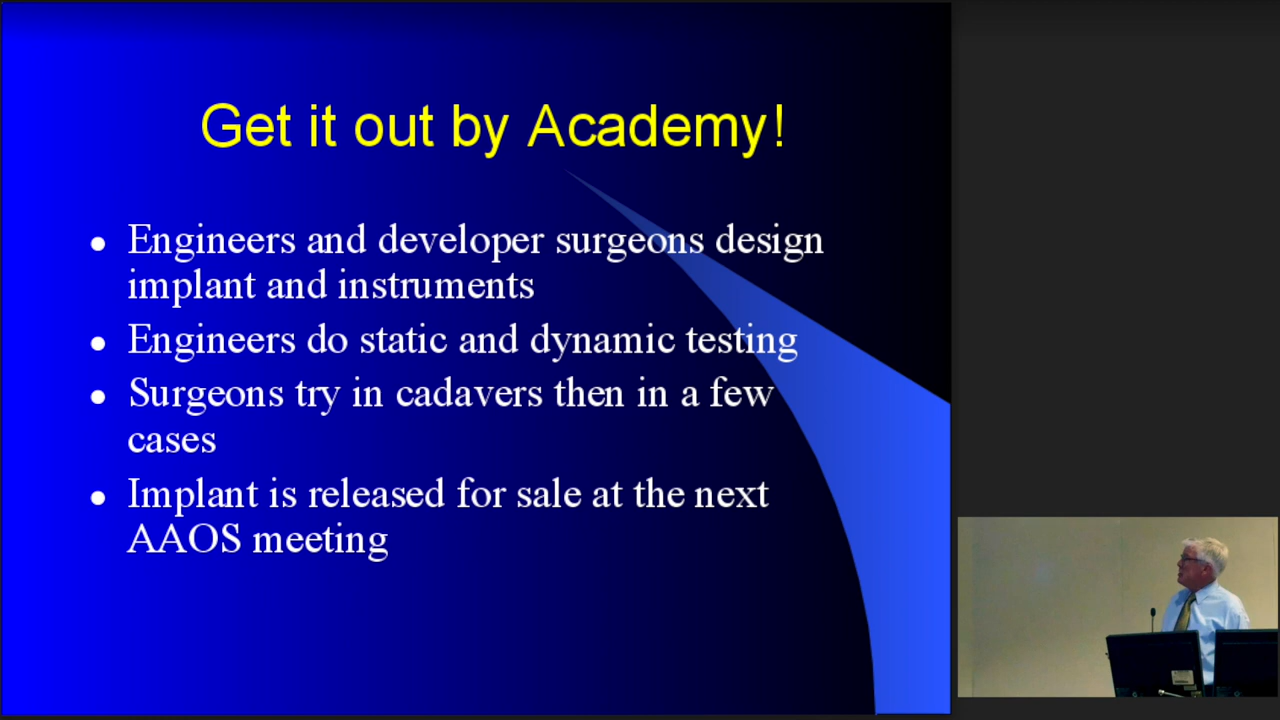 Get it out by Academy!
• Engineers and developer surgeons design
implant and instruments
• Engineers do static and dynamic testing
• Surgeons try in cadavers then in a few
cases
• Implant is released for sale at the next
AAOS meeting